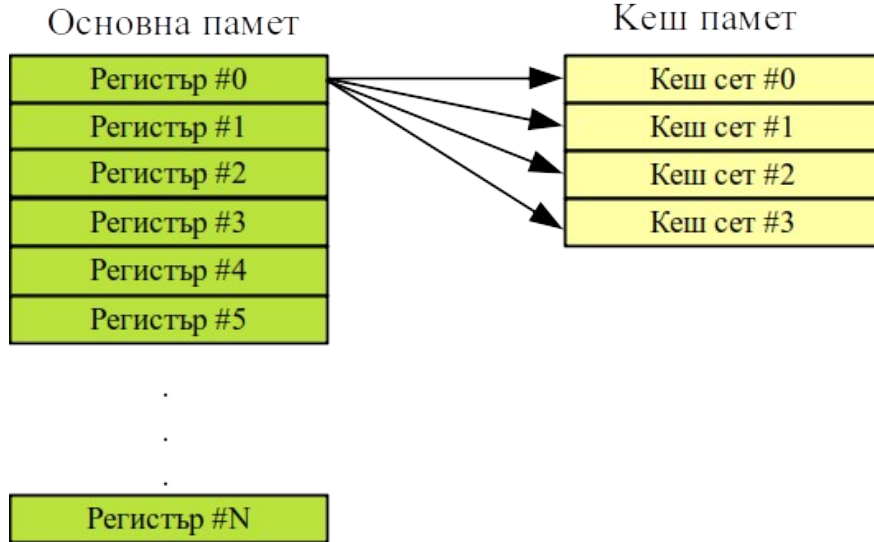 Основна памет
Кеш памет
Регистър #0
Регистър #1
Регистър #2
Регистър #3
Регистър #4
Регистър #5
.
.
.
Регистър #N
Кеш сет #0
Кеш сет #1
Кеш сет #2
Кеш сет #3